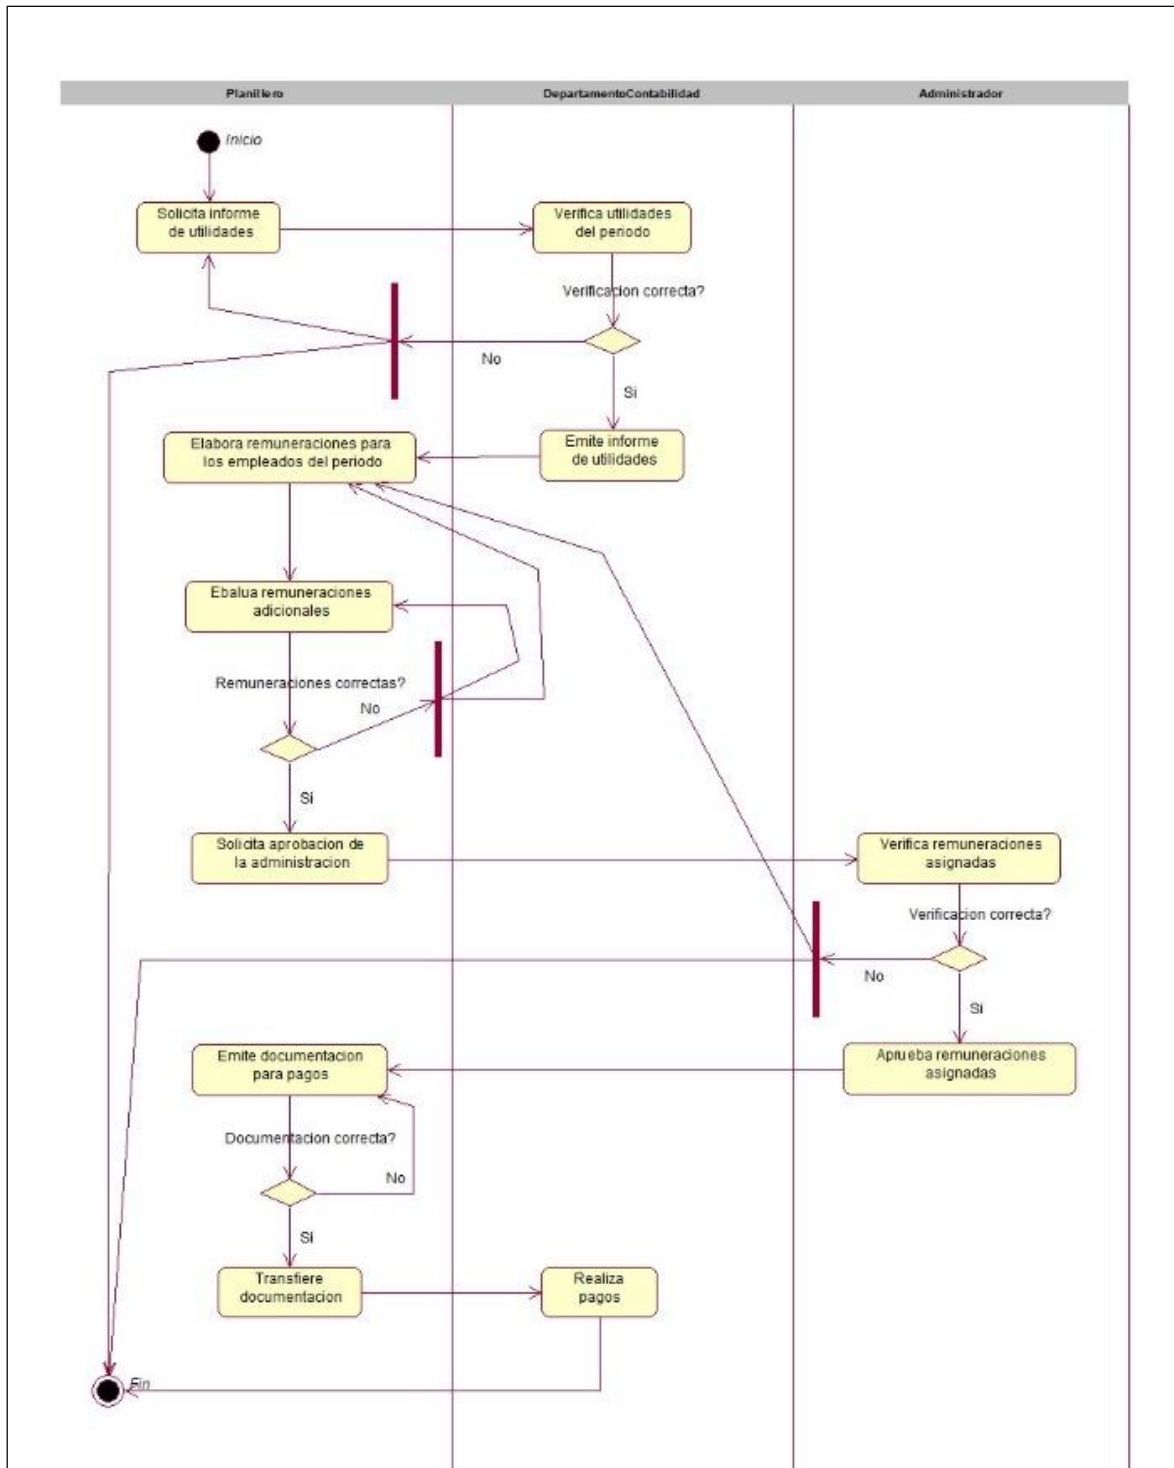 Planillero
DepartamentoContabilidad
Administrador
Inicio
Solicita informe
de utilidades
Verifica utilidades
del periodo
Verificacion correcta?
No
Si
Elabora remuneraciones para
los empleados del periodo
Emite informe
de utilidades
Ebalua remuneraciones
adicionales
Remuneraciones correctas?
No
Si
Solicita aprobacion de
la administracion
Verifica remuneraciones
asignadas
Verificacion correcta?
No
Si
Emite documentacion
para pagos
Aprueba remuneraciones
asignadas
Documentacion correcta?
No
Si
Transfiere
documentacion
Realiza
pagos
Fin